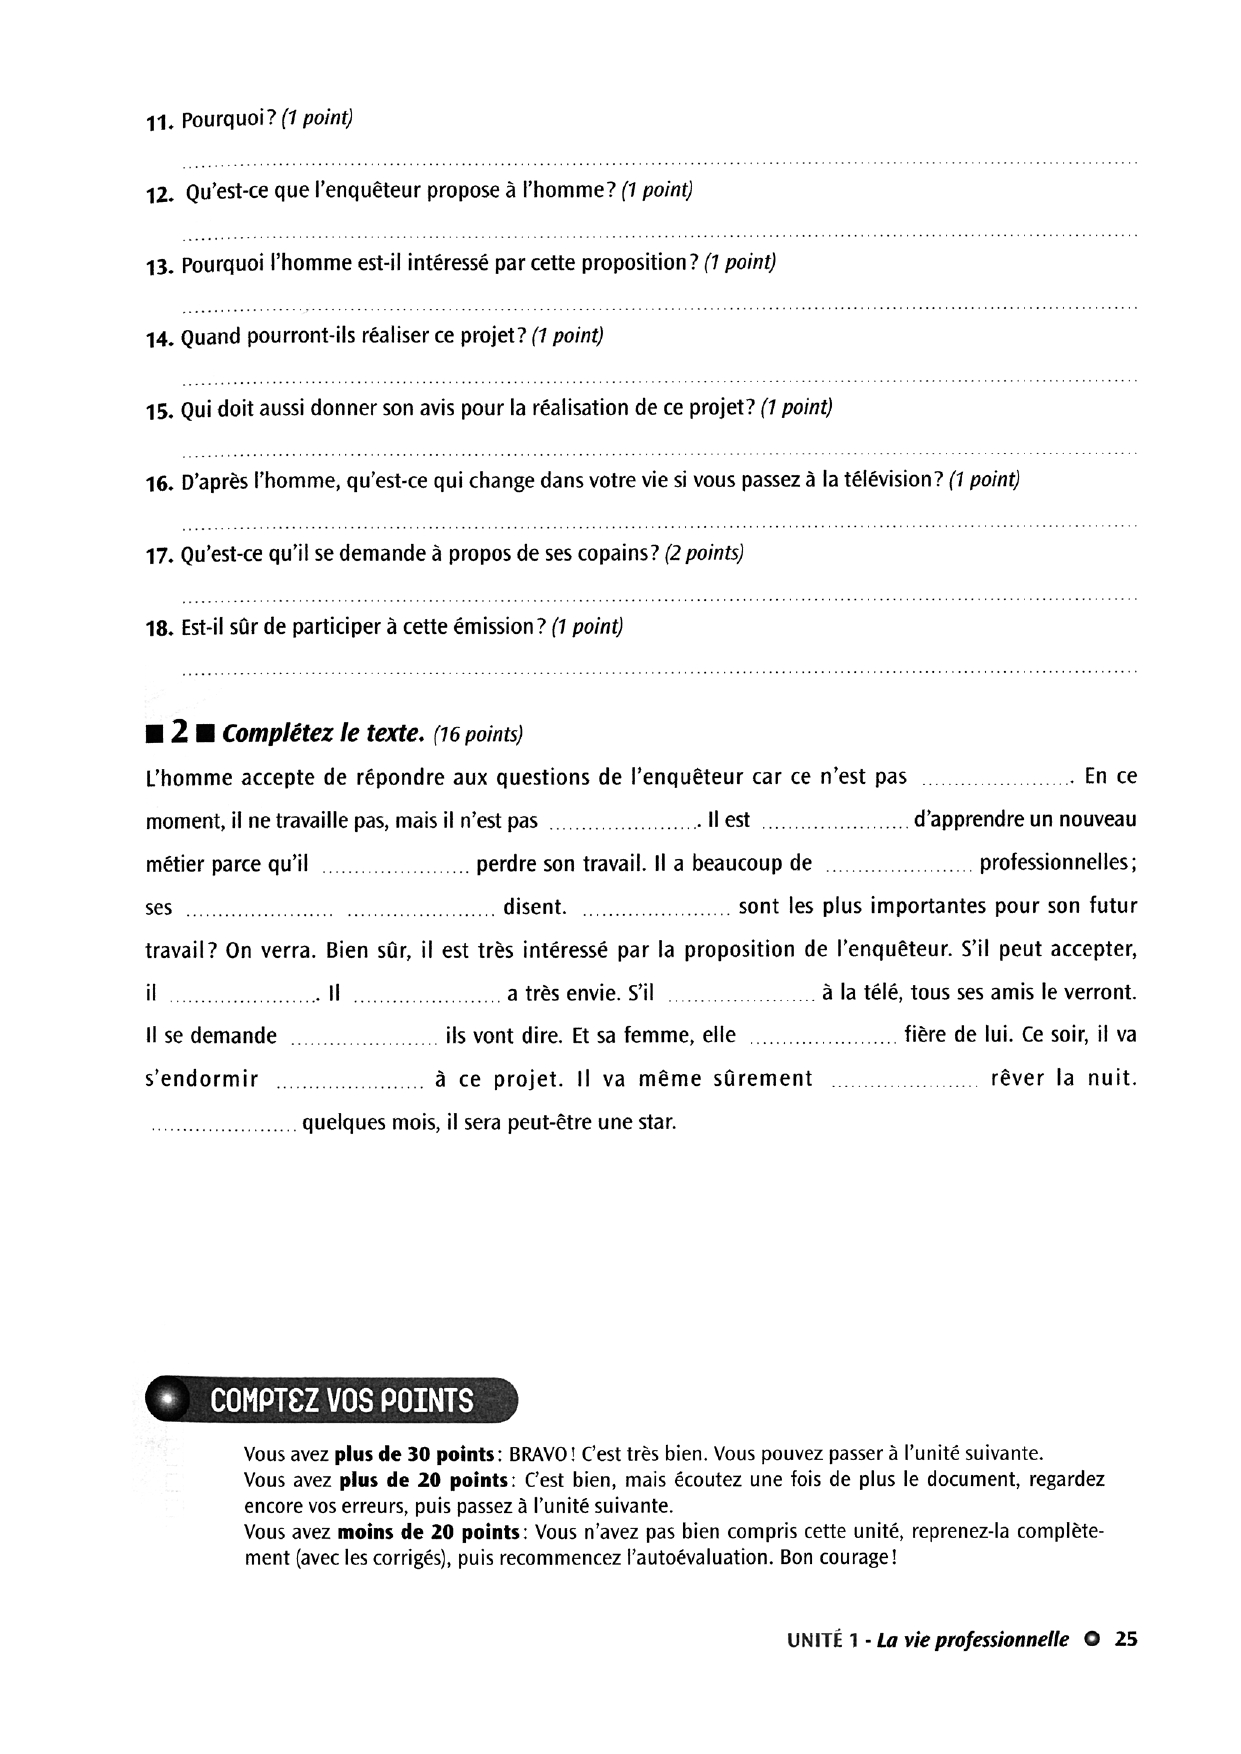 11. Pourquoi ? (1 point)
12. Qu'est-ce que l'enquêteur propose à l'homme ? (1 point)
13. Pourquoi l'homme est-il intéressé par cette proposition ? (1 point)
14. Quand pourront-ils réaliser ce projet ? (1 point)
15. Qui doit aussi donner son avis pour la réalisation de ce projet ? (1 point)
16. D'après l'homme, qu'est-ce qui change dans votre vie si vous passez à la télévision ? (1 point)
17. Qu'est-ce qu'il se demande à propos de ses copains ? (2 points)
18. Est-il sûr de participer à cette émission ? (1 point)
■ 2 ■ Complétez le texte. (16 points)
L'homme accepte de répondre aux questions de l'enquêteur car ce n'est pas ....................... En ce
moment, il ne travaille pas, mais il n'est pas ....................... Il est ...................... d'apprendre un nouveau
métier parce qu'il ...................... perdre son travail. Il a beaucoup de ...................... professionnelles ;
ses ...................... ...................... disent. ...................... sont les plus importantes pour son futur
travail ? On verra. Bien sûr, il est très intéressé par la proposition de l'enquêteur. S'il peut accepter,
il ....................... Il ...................... a très envie. S'il ...................... à la télé, tous ses amis le verront.
Il se demande ...................... ils vont dire. Et sa femme, elle ...................... fière de lui. Ce soir, il va
s'endormir ...................... à ce projet. Il va même sûrement ...................... rêver la nuit.
...................... quelques mois, il sera peut-être une star.
COMPTEZ VOS POINTS
Vous avez plus de 30 points : BRAVO ! C'est très bien. Vous pouvez passer à l'unité suivante.
Vous avez plus de 20 points : C'est bien, mais écoutez une fois de plus le document, regardez
encore vos erreurs, puis passez à l'unité suivante.
Vous avez moins de 20 points : Vous n'avez pas bien compris cette unité, reprenez-la complète-
ment (avec les corrigés), puis recommencez l'autoévaluation. Bon courage !
UNITÉ 1 - La vie professionnelle 25